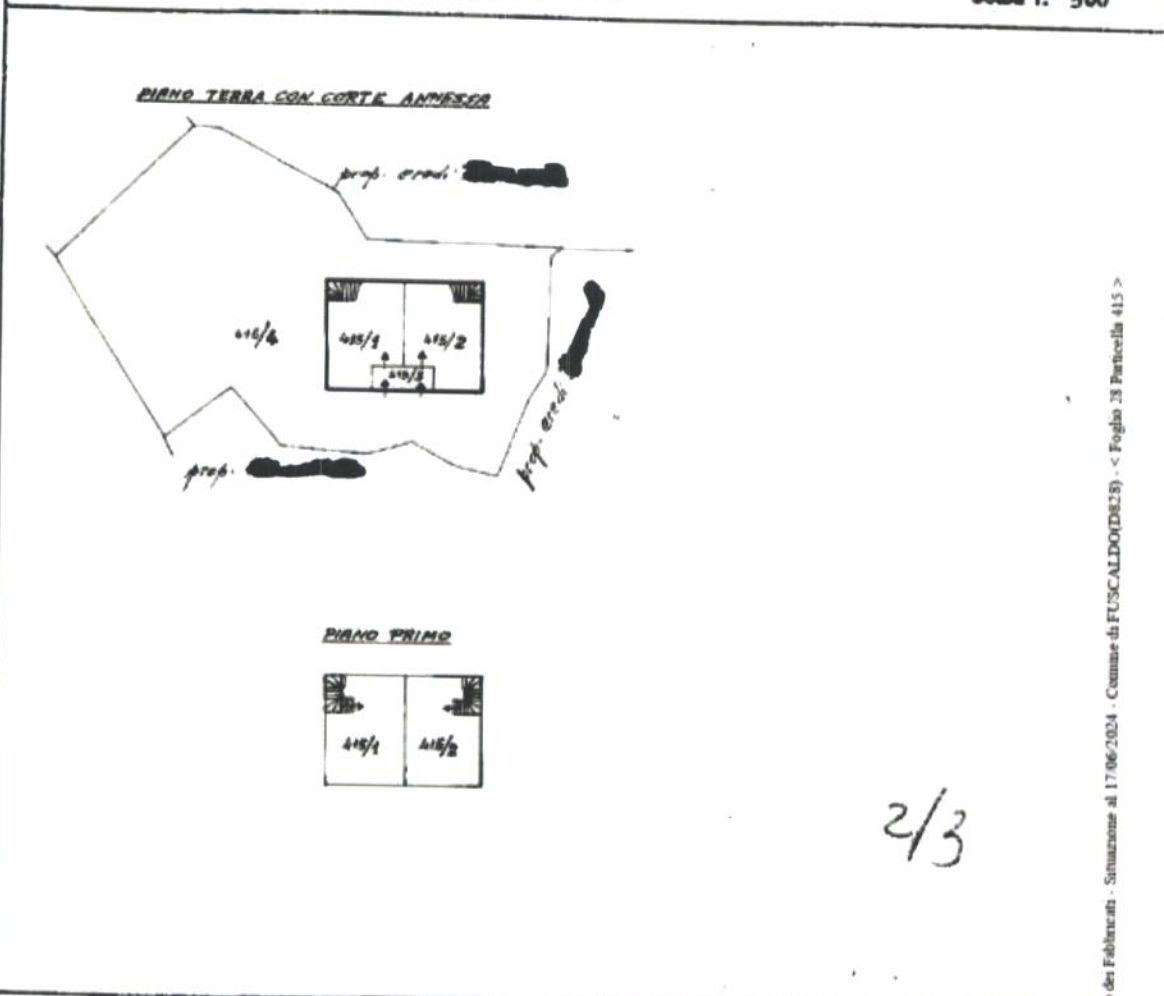 Scala 1: 500
PIANO TERRA CON CORTE ANNESSA
prop. eredi
415/4
415/1
415/2
415/3
prop. eredi
prop.
PIANO PRIMO
415/1
415/2
2/3
dei Fabbricati - Situazione al 17/06/2024 - Comune di FUSCALDO(D828) - < Foglio 28 Particella 415 >